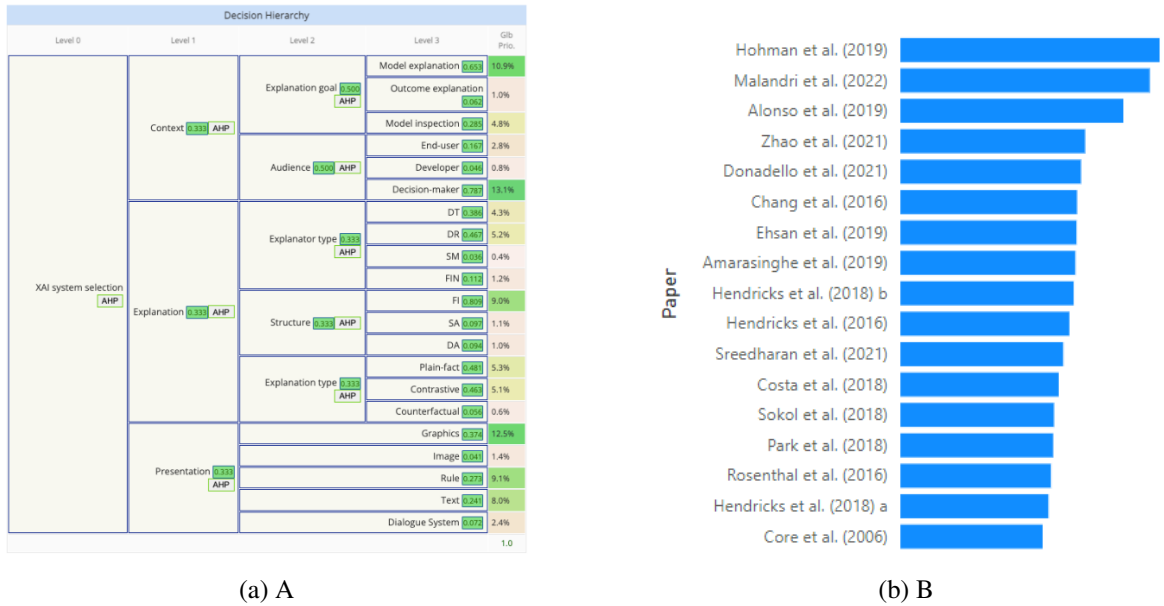 Decision Hierarchy
Level 0 Level 1 Level 2 Level 3 Glb Prio.
XAI system selection AHP
Context 0.333 AHP
Explanation goal 0.500 AHP
Model explanation 0.653 10.9%
Outcome explanation 0.062 1.0%
Model inspection 0.285 4.8%
Audience 0.500 AHP
End-user 0.167 2.8%
Developer 0.046 0.8%
Decision-maker 0.787 13.1%
Explanation 0.333 AHP
Explanator type 0.333 AHP
DT 0.386 4.3%
DR 0.467 5.2%
SM 0.036 0.4%
FIN 0.112 1.2%
Structure 0.333 AHP
FI 0.809 9.0%
SA 0.097 1.1%
DA 0.094 1.0%
Explanation type 0.333 AHP
Plain-fact 0.481 5.3%
Contrastive 0.463 5.1%
Counterfactual 0.056 0.6%
Presentation 0.333 AHP
Graphics 0.374 12.5%
Image 0.041 1.4%
Rule 0.273 9.1%
Text 0.241 8.0%
Dialogue System 0.072 2.4%
1.0
(a) A
Paper
Hohman et al. (2019)
Malandri et al. (2022)
Alonso et al. (2019)
Zhao et al. (2021)
Donadello et al. (2021)
Chang et al. (2016)
Ehsan et al. (2019)
Amarasinghe et al. (2019)
Hendricks et al. (2018) b
Hendricks et al. (2016)
Sreedharan et al. (2021)
Costa et al. (2018)
Sokol et al. (2018)
Park et al. (2018)
Rosenthal et al. (2016)
Hendricks et al. (2018) a
Core et al. (2006)
(b) B